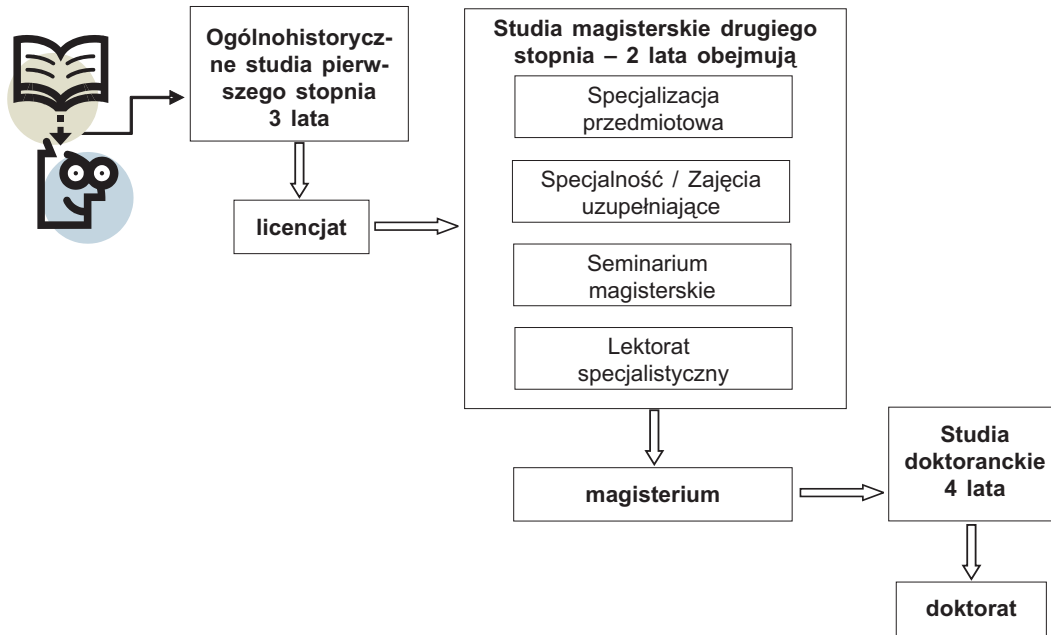 Ogólnohistorycz-
ne studia pierw-
szego stopnia
3 lata
licencjat
Studia magisterskie drugiego
stopnia – 2 lata obejmują
Specjalizacja
przedmiotowa
Specjalność / Zajęcia
uzupełniające
Seminarium
magisterskie
Lektorat
specjalistyczny
magisterium
Studia
doktoranckie
4 lata
doktorat